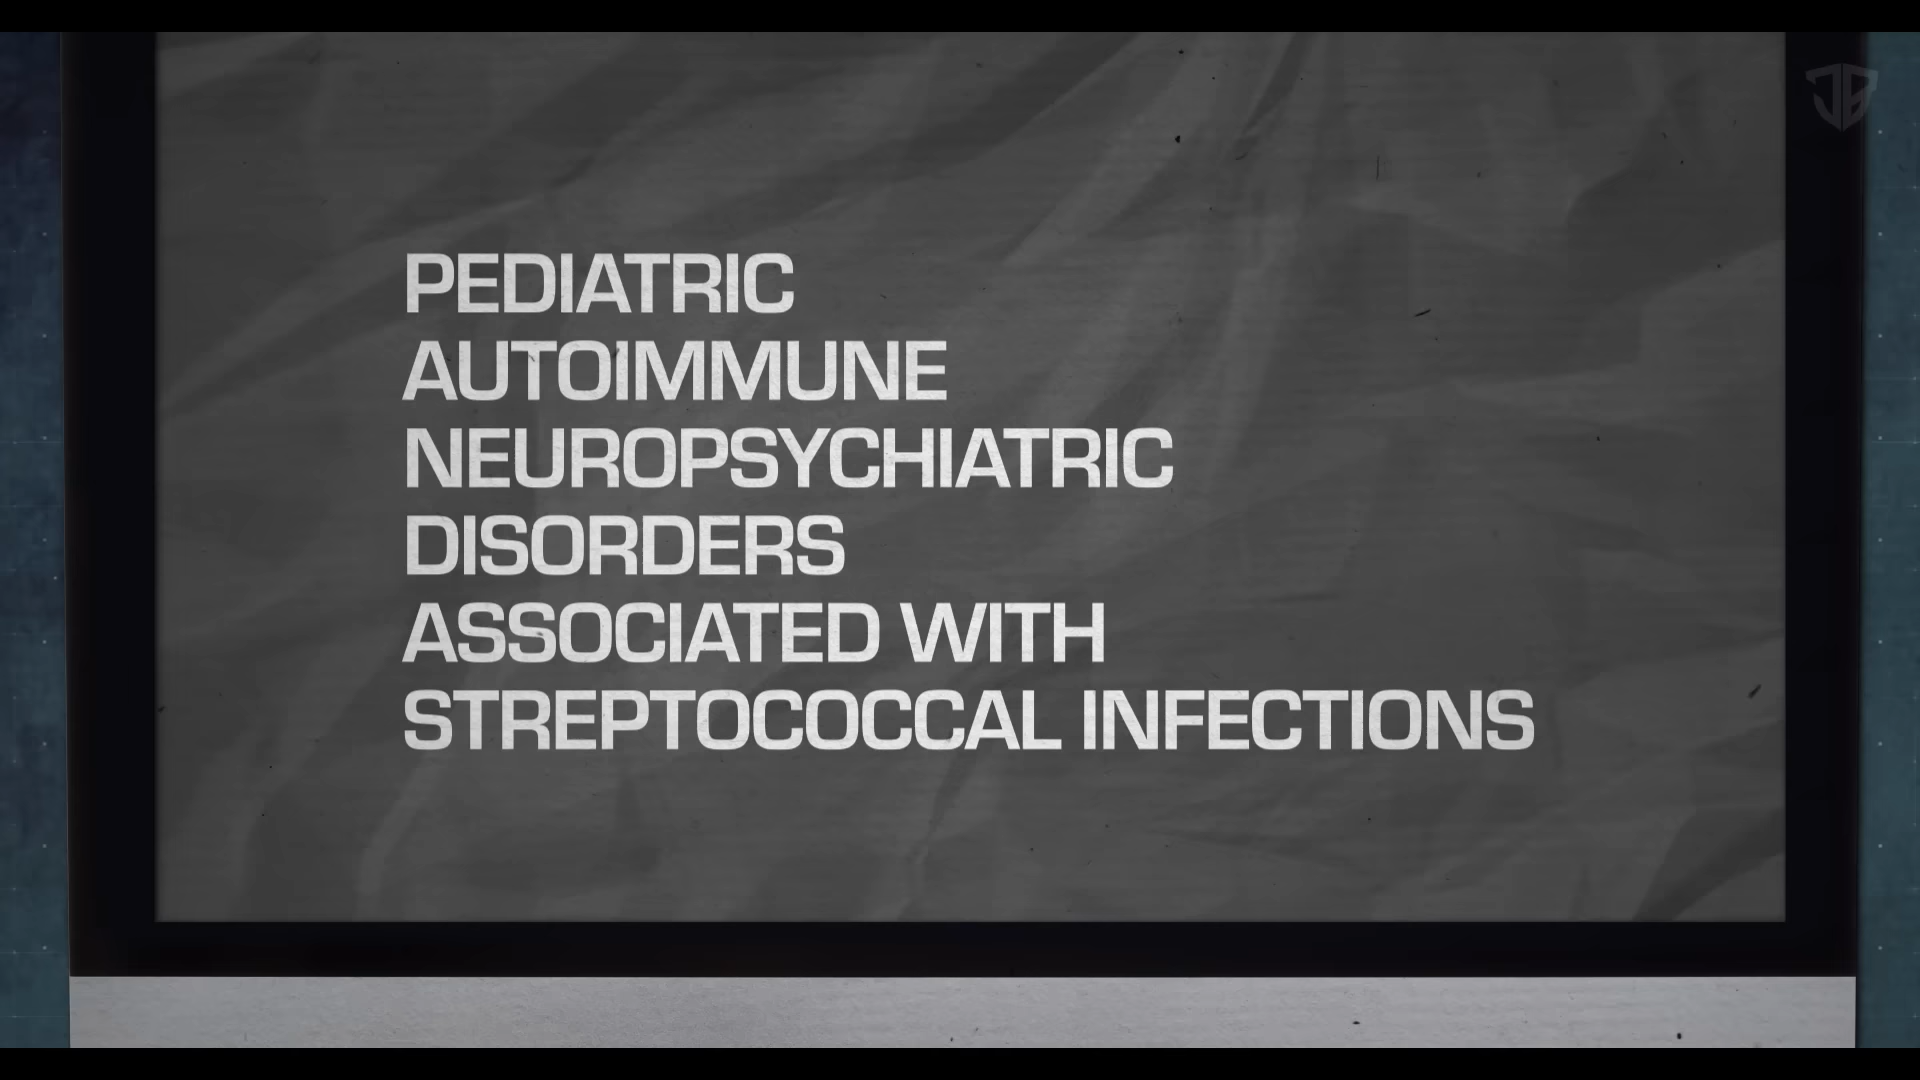 PEDIATRIC
AUTOIMMUNE
NEUROPSYCHIATRIC
DISORDERS
ASSOCIATED WITH
STREPTOCOCCAL INFECTIONS